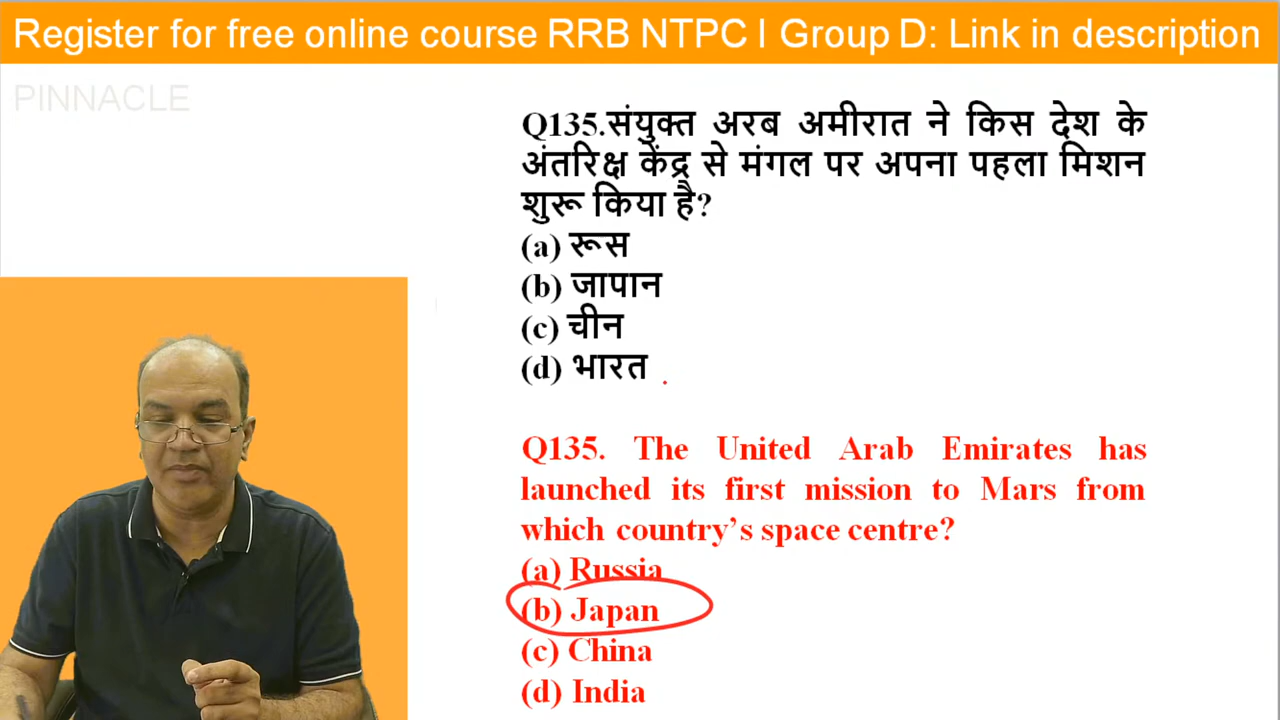 Register for free online course RRB NTPC I Group D: Link in description
PINNACLE
Q135.संयुक्त अरब अमीरात ने किस देश के
अंतरिक्ष केंद्र से मंगल पर अपना पहला मिशन
शुरू किया है?
(a) रूस
(b) जापान
(c) चीन
(d) भारत
Q135. The United Arab Emirates has
launched its first mission to Mars from
which country’s space centre?
(a) Russia
(b) Japan
(c) China
(d) India